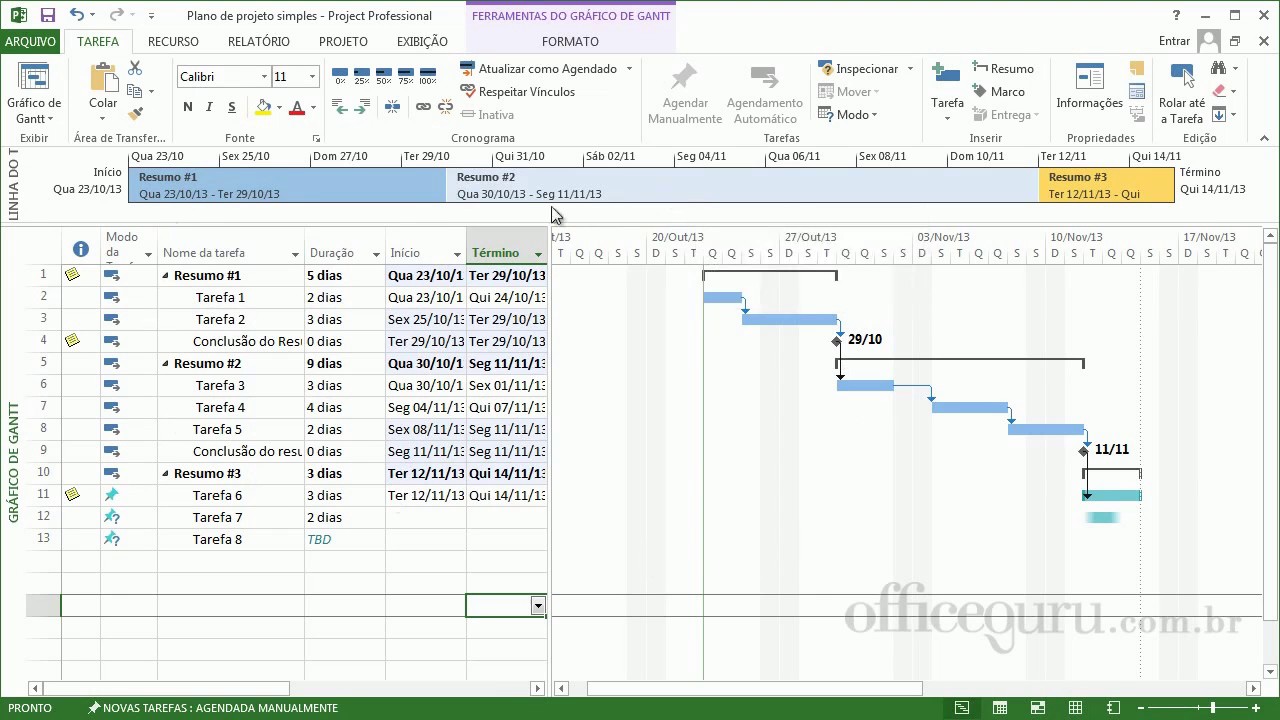 Plano de projeto simples - Project Professional
FERRAMENTAS DO GRÁFICO DE GANTT
ARQUIVO TAREFA RECURSO RELATÓRIO PROJETO EXIBIÇÃO FORMATO Entrar
Gráfico de Gantt
Exibir
Colar
Área de Transfer...
Calibri 11
N I S A
Fonte
0% 25% 50% 75% 100%
Atualizar como Agendado
Respeitar Vínculos
Inativa
Cronograma
Agendar Manualmente
Agendamento Automático
Inspecionar
Mover
Modo
Tarefas
Tarefa
Resumo
Marco
Entrega
Inserir
Informações
Propriedades
Rolar até a Tarefa
Edição
LINHA DO T
Qua 23/10 Sex 25/10 Dom 27/10 Ter 29/10 Qui 31/10 Sáb 02/11 Seg 04/11 Qua 06/11 Sex 08/11 Dom 10/11 Ter 12/11 Qui 14/11
Início
Qua 23/10/13
Resumo #1
Qua 23/10/13 - Ter 29/10/13
Resumo #2
Qua 30/10/13 - Seg 11/11/13
Resumo #3
Ter 12/11/13 - Qui
Término
Qui 14/11/13
GRÁFICO DE GANTT
Modo da Nome da tarefa Duração Início Término
t/13 20/Out/13 27/Out/13 03/Nov/13 10/Nov/13 17/Nov/13
T Q Q S S D S T Q Q S S D S T Q Q S S D S T Q Q S S D S T Q Q S S D S T Q Q
1 Resumo #1 5 dias Qua 23/10/1 Ter 29/10/13
2 Tarefa 1 2 dias Qua 23/10/1 Qui 24/10/13
3 Tarefa 2 3 dias Sex 25/10/13 Ter 29/10/13
4 Conclusão do Resu 0 dias Ter 29/10/13 Ter 29/10/13 29/10
5 Resumo #2 9 dias Qua 30/10/1 Seg 11/11/13
6 Tarefa 3 3 dias Qua 30/10/1 Sex 01/11/13
7 Tarefa 4 4 dias Seg 04/11/13 Qui 07/11/13
8 Tarefa 5 2 dias Sex 08/11/13 Seg 11/11/13
9 Conclusão do resu 0 dias Seg 11/11/13 Seg 11/11/13 11/11
10 Resumo #3 3 dias Ter 12/11/13 Qui 14/11/13
11 Tarefa 6 3 dias Ter 12/11/13 Qui 14/11/13
12 Tarefa 7 2 dias
13 Tarefa 8 TBD
officeguru.com.br
PRONTO NOVAS TAREFAS : AGENDADA MANUALMENTE